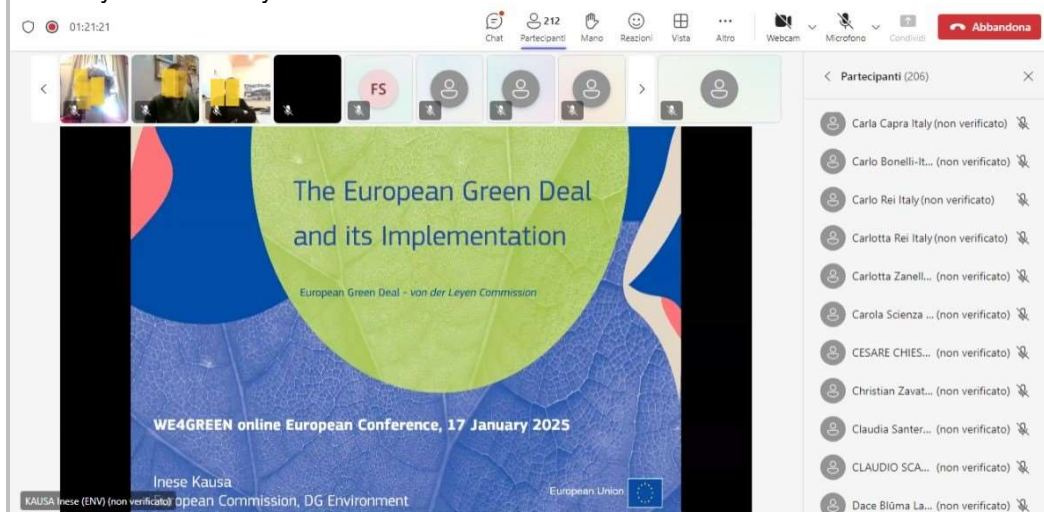 01:21:21
Chat
212
Partecipanti
Mano
Reazioni
Vista
Altro
Webcam
Microfono
Condividi
Abbandona
FS
Partecipanti (206)
Carla Capra Italy (non verificato)
Carlo Bonelli-It... (non verificato)
Carlo Rei Italy (non verificato)
Carlotta Rei Italy (non verificato)
Carlotta Zanell... (non verificato)
Carola Scienza ... (non verificato)
CESARE CHIES... (non verificato)
Christian Zavat... (non verificato)
Claudia Santer... (non verificato)
CLAUDIO SCA... (non verificato)
Dace Blūma La... (non verificato)
The European Green Deal
and its Implementation
European Green Deal - von der Leyen Commission
WE4GREEN online European Conference, 17 January 2025
Inese Kausa
opean Commission, DG Environment
European Union
KAUSA Inese (ENV) (non verificato)